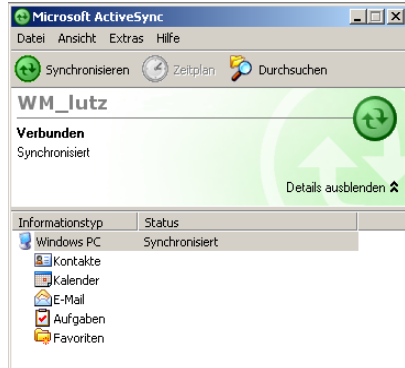 Microsoft ActiveSync
Datei Ansicht Extras Hilfe
Synchronisieren Zeitplan Durchsuchen
WM_lutz
Verbunden
Synchronisiert
Details ausblenden
Informationstyp Status
Windows PC Synchronisiert
Kontakte
Kalender
E-Mail
Aufgaben
Favoriten